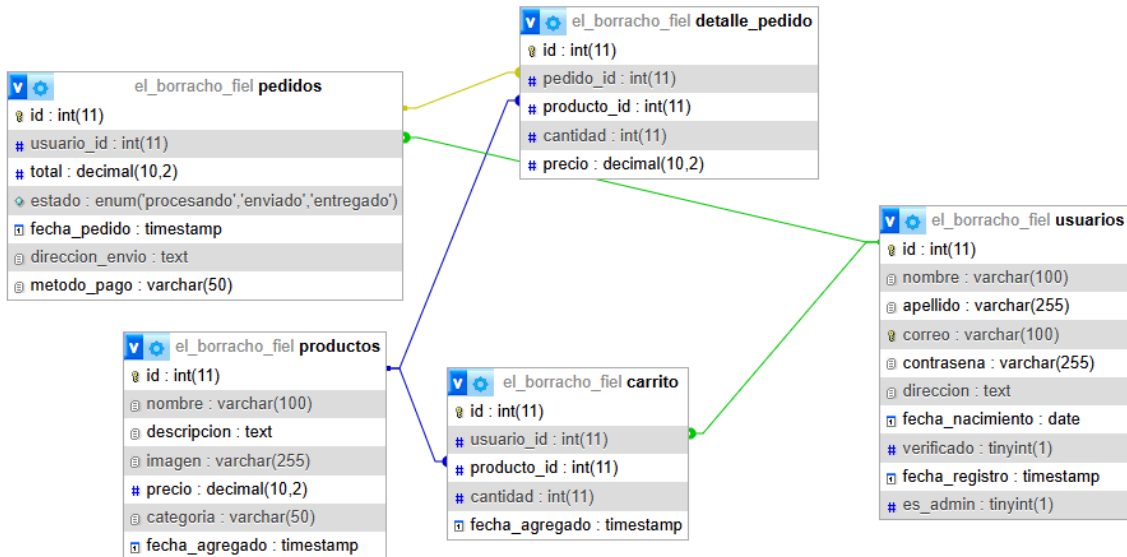 el_borracho_fiel detalle_pedido
id : int(11)
pedido_id : int(11)
producto_id : int(11)
cantidad : int(11)
precio : decimal(10,2)
el_borracho_fiel pedidos
id : int(11)
usuario_id : int(11)
total : decimal(10,2)
estado : enum('procesando','enviado','entregado')
fecha_pedido : timestamp
direccion_envio : text
metodo_pago : varchar(50)
el_borracho_fiel usuarios
id : int(11)
nombre : varchar(100)
apellido : varchar(255)
correo : varchar(100)
contrasena : varchar(255)
direccion : text
fecha_nacimiento : date
verificado : tinyint(1)
fecha_registro : timestamp
es_admin : tinyint(1)
el_borracho_fiel productos
id : int(11)
nombre : varchar(100)
descripcion : text
imagen : varchar(255)
precio : decimal(10,2)
categoria : varchar(50)
fecha_agregado : timestamp
el_borracho_fiel carrito
id : int(11)
usuario_id : int(11)
producto_id : int(11)
cantidad : int(11)
fecha_agregado : timestamp